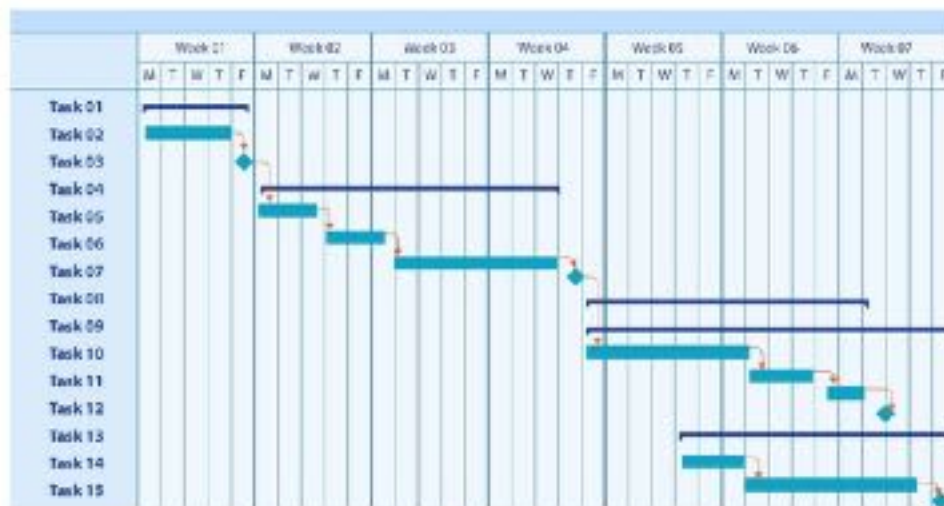 Week 01 Week 02 Week 03 Week 04 Week 05 Week 06 Week 07
M T W T F M T W T F M T W T F M T W T F M T W T F M T W T F M T W T
Task 01
Task 02
Task 03
Task 04
Task 05
Task 06
Task 07
Task 08
Task 09
Task 10
Task 11
Task 12
Task 13
Task 14
Task 15